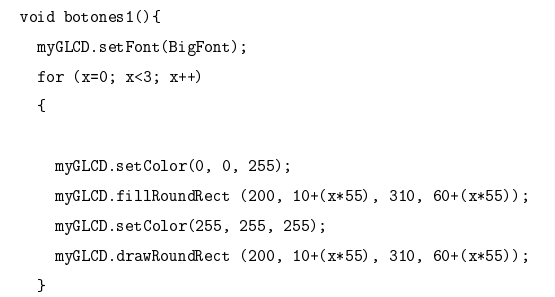 void botones1(){
myGLCD.setFont(BigFont);
for (x=0; x<3; x++)
{
myGLCD.setColor(0, 0, 255);
myGLCD.fillRoundRect (200, 10+(x*55), 310, 60+(x*55));
myGLCD.setColor(255, 255, 255);
myGLCD.drawRoundRect (200, 10+(x*55), 310, 60+(x*55));
}